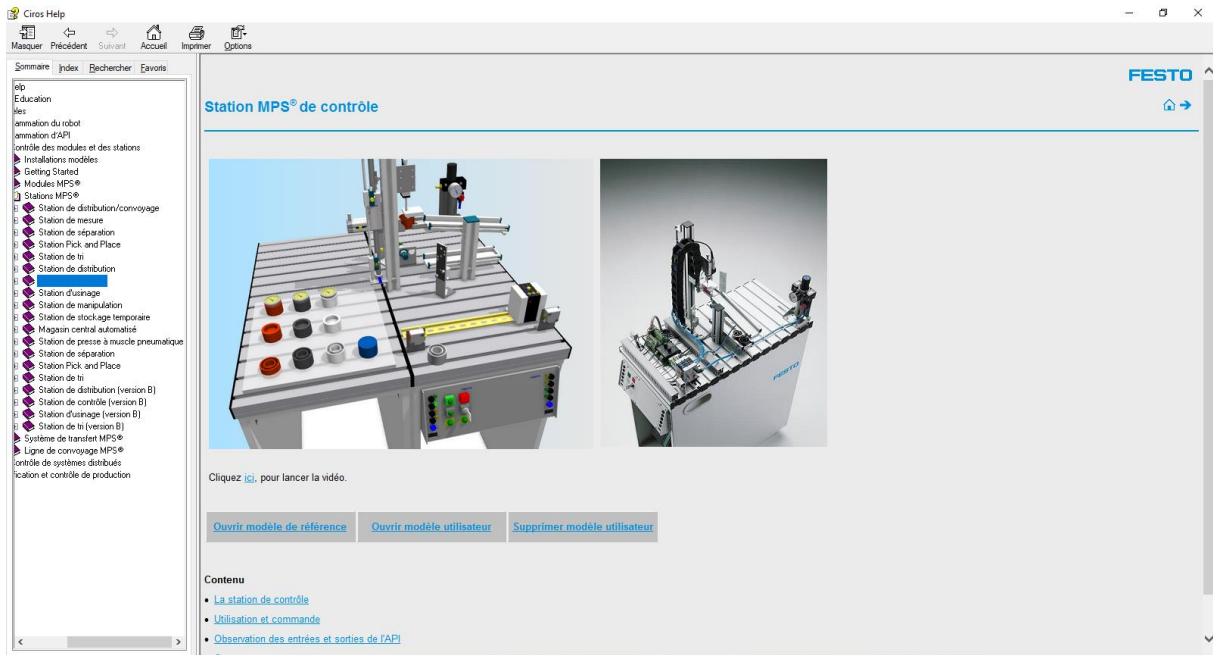 Ciros Help
Masquer Précédent Suivant Accueil Imprimer Options
Sommaire Index Rechercher Favoris
elp
Education
èles
ammation du robot
ammation d'API
ontrôle des modules et des stations
Installations modèles
Getting Started
Modules MPS®
Stations MPS®
Station de distribution/convoyage
Station de mesure
Station de séparation
Station Pick and Place
Station de tri
Station de distribution
Station d'usinage
Station de manipulation
Station de stockage temporaire
Magasin central automatisé
Station de presse à muscle pneumatique
Station de séparation
Station Pick and Place
Station de tri
Station de distribution (version B)
Station de contrôle (version B)
Station d'usinage (version B)
Station de tri (version B)
Système de transfert MPS®
Ligne de convoyage MPS®
ontrôle de systèmes distribués
ication et contrôle de production
FESTO
Station MPS® de contrôle
FESTO
Cliquez ici, pour lancer la vidéo.
Ouvrir modèle de référence Ouvrir modèle utilisateur Supprimer modèle utilisateur
Contenu
• La station de contrôle
• Utilisation et commande
• Observation des entrées et sorties de l'API